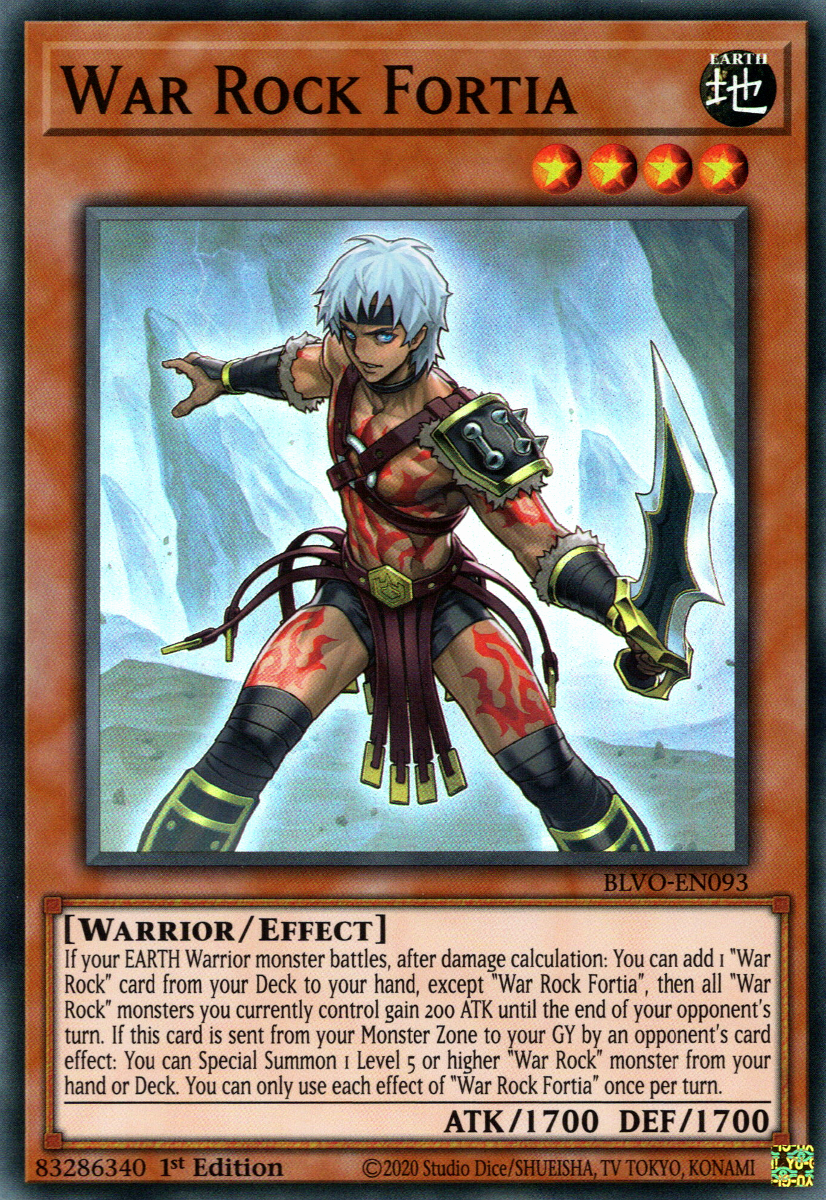 War Rock Fortia
EARTH
地
BLVO-EN093
[Warrior/Effect]
If your EARTH Warrior monster battles, after damage calculation: You can add 1 "War
Rock" card from your Deck to your hand, except "War Rock Fortia", then all "War
Rock" monsters you currently control gain 200 ATK until the end of your opponent's
turn. If this card is sent from your Monster Zone to your GY by an opponent's card
effect: You can Special Summon 1 Level 5 or higher "War Rock" monster from your
hand or Deck. You can only use each effect of "War Rock Fortia" once per turn.
ATK/1700 DEF/1700
83286340 1st Edition
©2020 Studio Dice/SHUEISHA, TV TOKYO, KONAMI